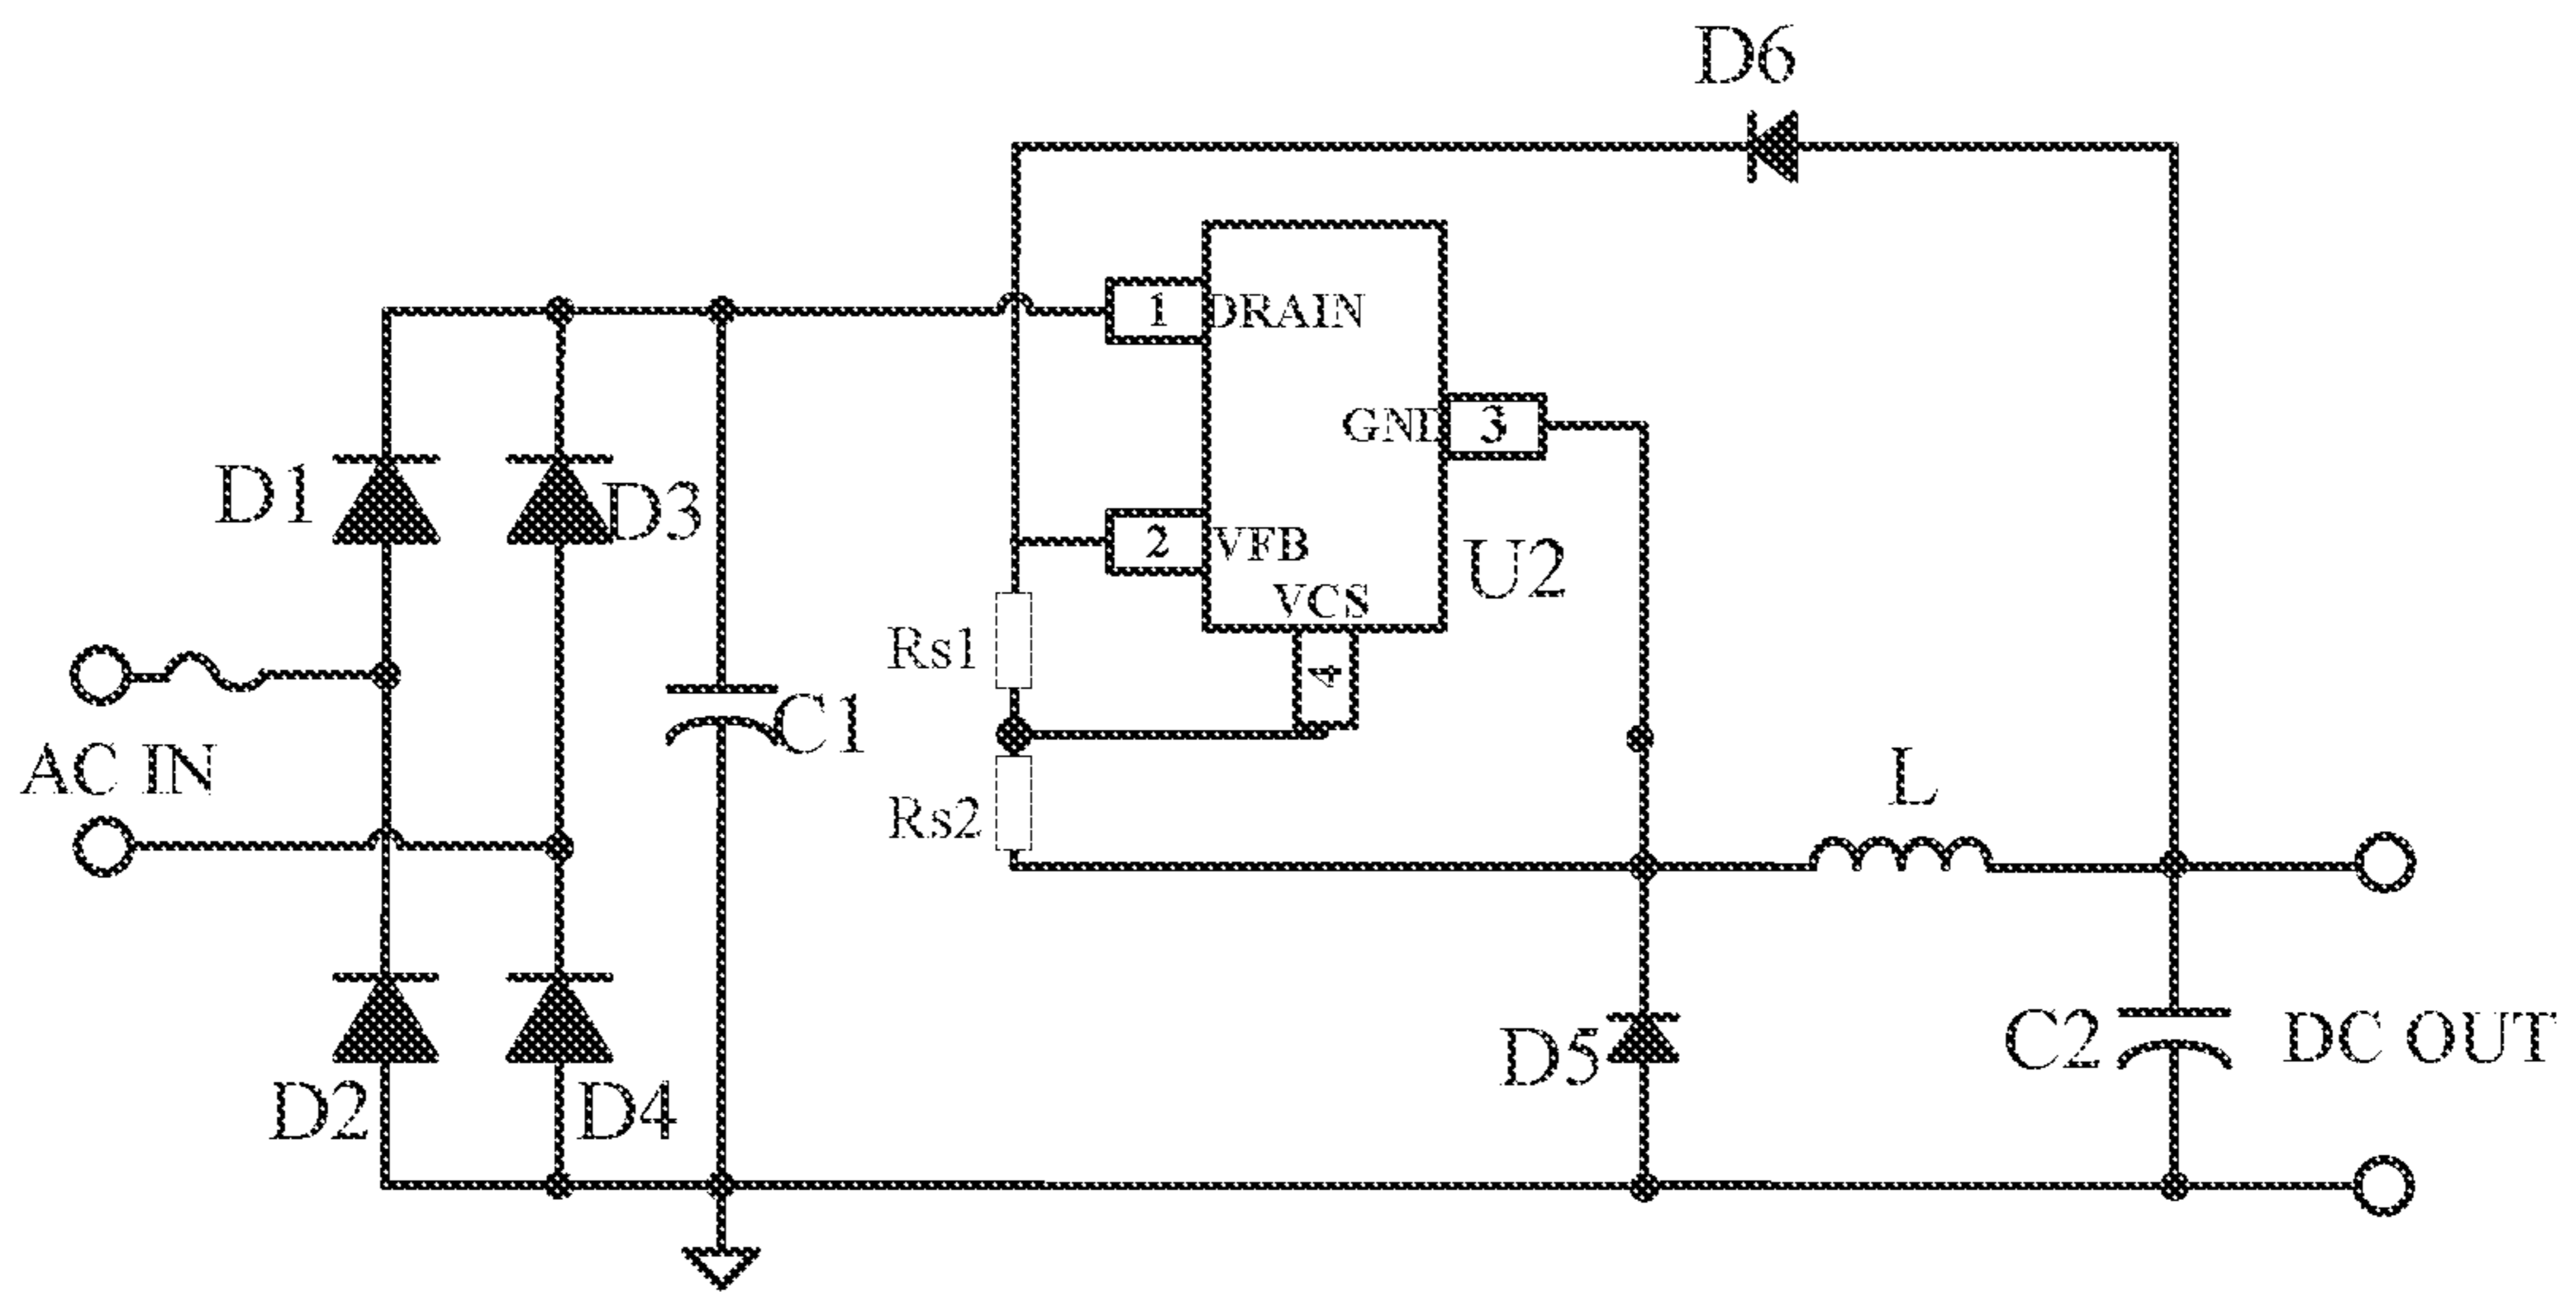 D6
1 DRAIN
GND 3
D1
D3
2 VFB
U2
VCS
Rs1
4
C1
AC IN
L
Rs2
D5
C2
DC OUT
D2
D4